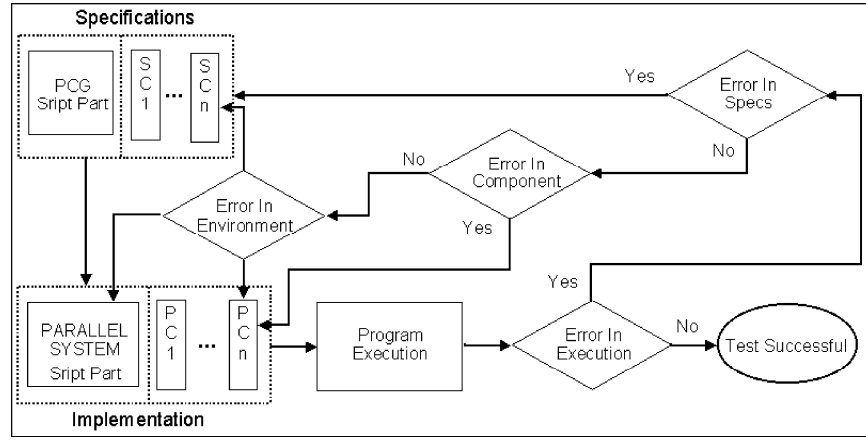 Specifications
PCG
Sript Part
S
C
1
...
S
C
n
Yes
Error In
Specs
No
No
Error In
Component
Error In
Environment
Yes
Yes
PARALLEL
SYSTEM
Sript Part
P
C
1
...
P
C
n
Program
Execution
Error In
Execution
No
Test Successful
Implementation